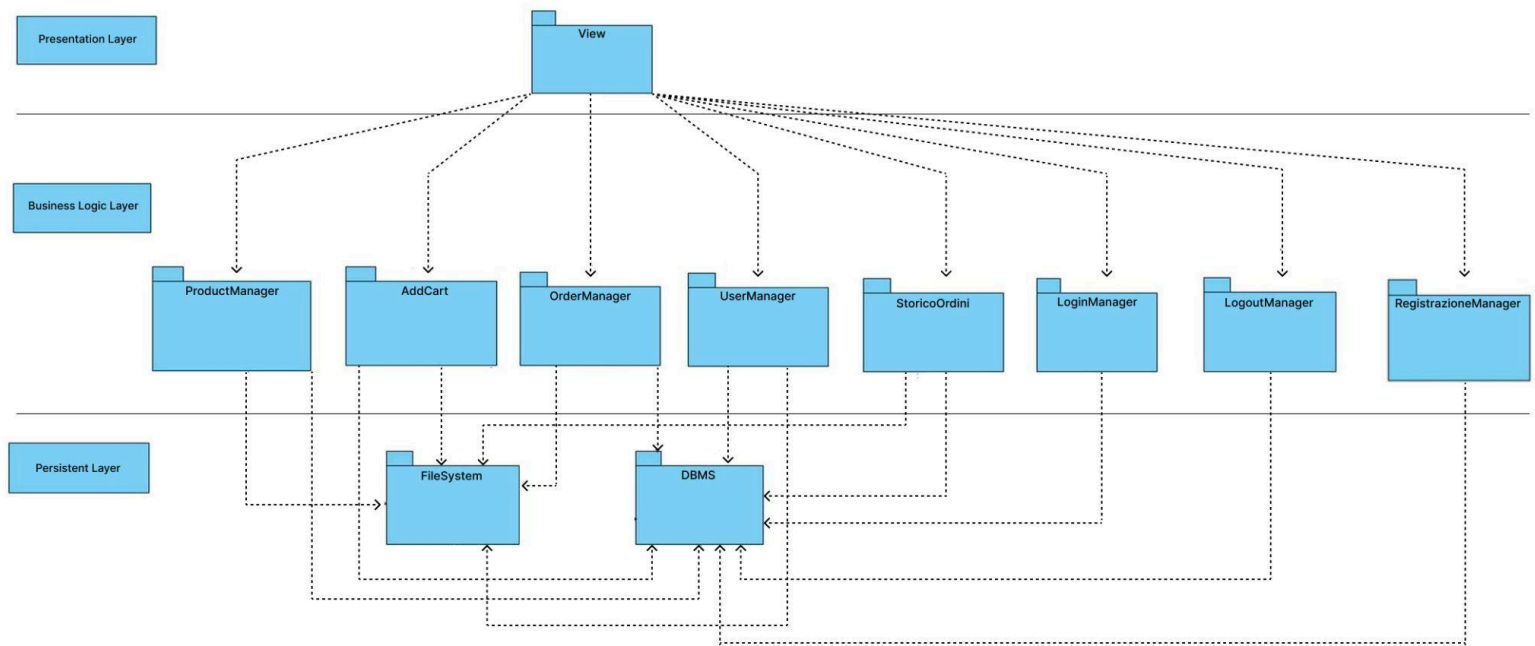 Presentation Layer
View
Business Logic Layer
ProductManager
AddCart
OrderManager
UserManager
StoricoOrdini
LoginManager
LogoutManager
RegistrazioneManager
Persistent Layer
FileSystem
DBMS